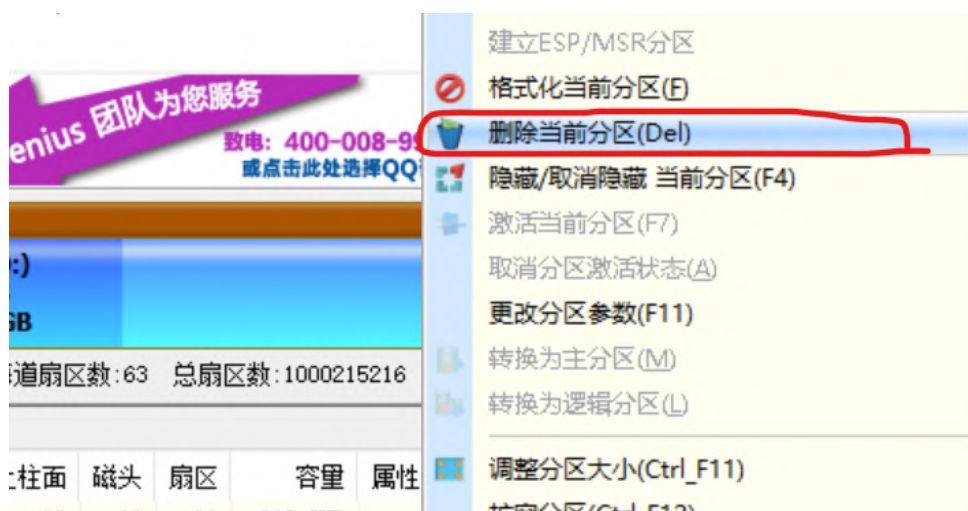 建立ESP/MSR分区
格式化当前分区(F)
删除当前分区(Del)
隐藏/取消隐藏 当前分区(F4)
激活当前分区(F7)
取消分区激活状态(A)
更改分区参数(F11)
转换为主分区(M)
转换为逻辑分区(L)
调整分区大小(Ctrl_F11)
扩容分区(Ctrl_F12)
enius 团队为您服务
致电: 400-008-9
或点击此处选择QQ
:)
GB
道扇区数:63 总扇区数:1000215216
柱面 磁头 扇区 容量 属性